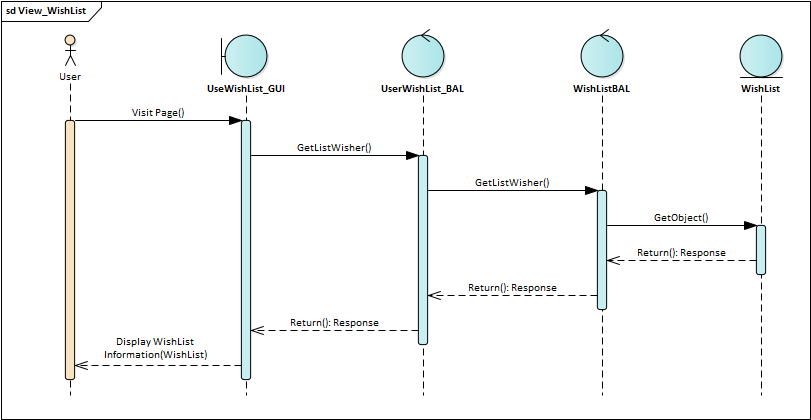 sd View_WishList
User
UseWishList_GUI
UserWishList_BAL
WishListBAL
WishList
Visit Page()
GetListWisher()
GetListWisher()
GetObject()
Return(): Response
Return(): Response
Return(): Response
Display WishList
Information(WishList)